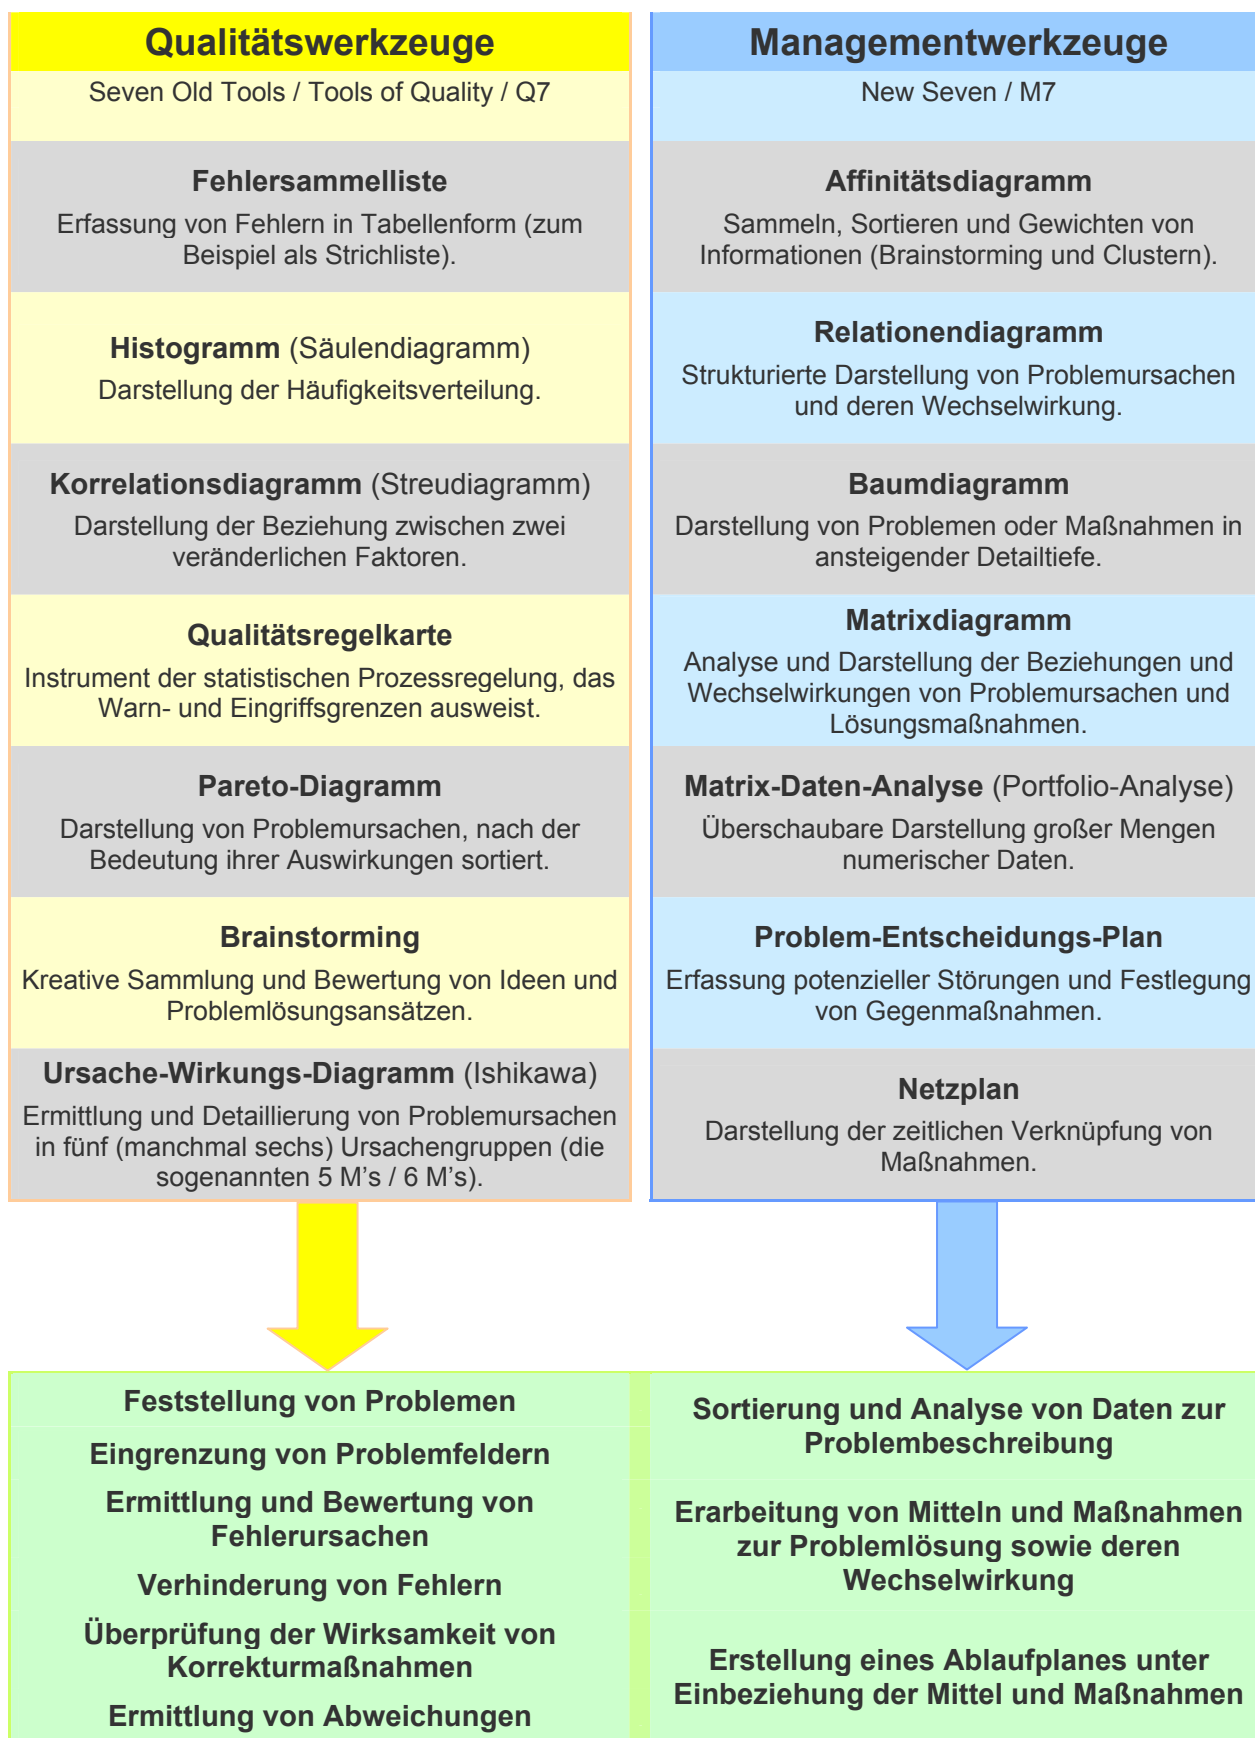 Qualitätswerkzeuge
Seven Old Tools / Tools of Quality / Q7
Fehlersammelliste
Erfassung von Fehlern in Tabellenform (zum
Beispiel als Strichliste).
Histogramm (Säulendiagramm)
Darstellung der Häufigkeitsverteilung.
Korrelationsdiagramm (Streudiagramm)
Darstellung der Beziehung zwischen zwei
veränderlichen Faktoren.
Qualitätsregelkarte
Instrument der statistischen Prozessregelung, das
Warn- und Eingriffsgrenzen ausweist.
Pareto-Diagramm
Darstellung von Problemursachen, nach der
Bedeutung ihrer Auswirkungen sortiert.
Brainstorming
Kreative Sammlung und Bewertung von Ideen und
Problemlösungsansätzen.
Ursache-Wirkungs-Diagramm (Ishikawa)
Ermittlung und Detaillierung von Problemursachen
in fünf (manchmal sechs) Ursachengruppen (die
sogenannten 5 M’s / 6 M’s).
Feststellung von Problemen
Eingrenzung von Problemfeldern
Ermittlung und Bewertung von
Fehlerursachen
Verhinderung von Fehlern
Überprüfung der Wirksamkeit von
Korrekturmaßnahmen
Ermittlung von Abweichungen
Managementwerkzeuge
New Seven / M7
Affinitätsdiagramm
Sammeln, Sortieren und Gewichten von
Informationen (Brainstorming und Clustern).
Relationendiagramm
Strukturierte Darstellung von Problemursachen
und deren Wechselwirkung.
Baumdiagramm
Darstellung von Problemen oder Maßnahmen in
ansteigender Detailtiefe.
Matrixdiagramm
Analyse und Darstellung der Beziehungen und
Wechselwirkungen von Problemursachen und
Lösungsmaßnahmen.
Matrix-Daten-Analyse (Portfolio-Analyse)
Überschaubare Darstellung großer Mengen
numerischer Daten.
Problem-Entscheidungs-Plan
Erfassung potenzieller Störungen und Festlegung
von Gegenmaßnahmen.
Netzplan
Darstellung der zeitlichen Verknüpfung von
Maßnahmen.
Sortierung und Analyse von Daten zur
Problembeschreibung
Erarbeitung von Mitteln und Maßnahmen
zur Problemlösung sowie deren
Wechselwirkung
Erstellung eines Ablaufplanes unter
Einbeziehung der Mittel und Maßnahmen